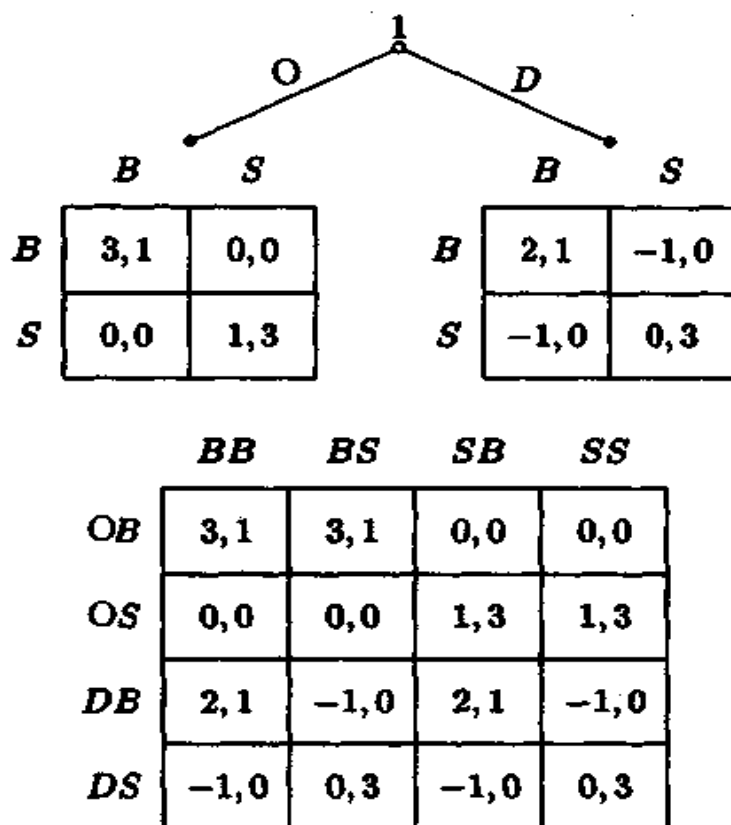 1
O D
B S B S
B 3,1 0,0 B 2,1 −1,0
S 0,0 1,3 S −1,0 0,3
BB BS SB SS
OB 3,1 3,1 0,0 0,0
OS 0,0 0,0 1,3 1,3
DB 2,1 −1,0 2,1 −1,0
DS −1,0 0,3 −1,0 0,3